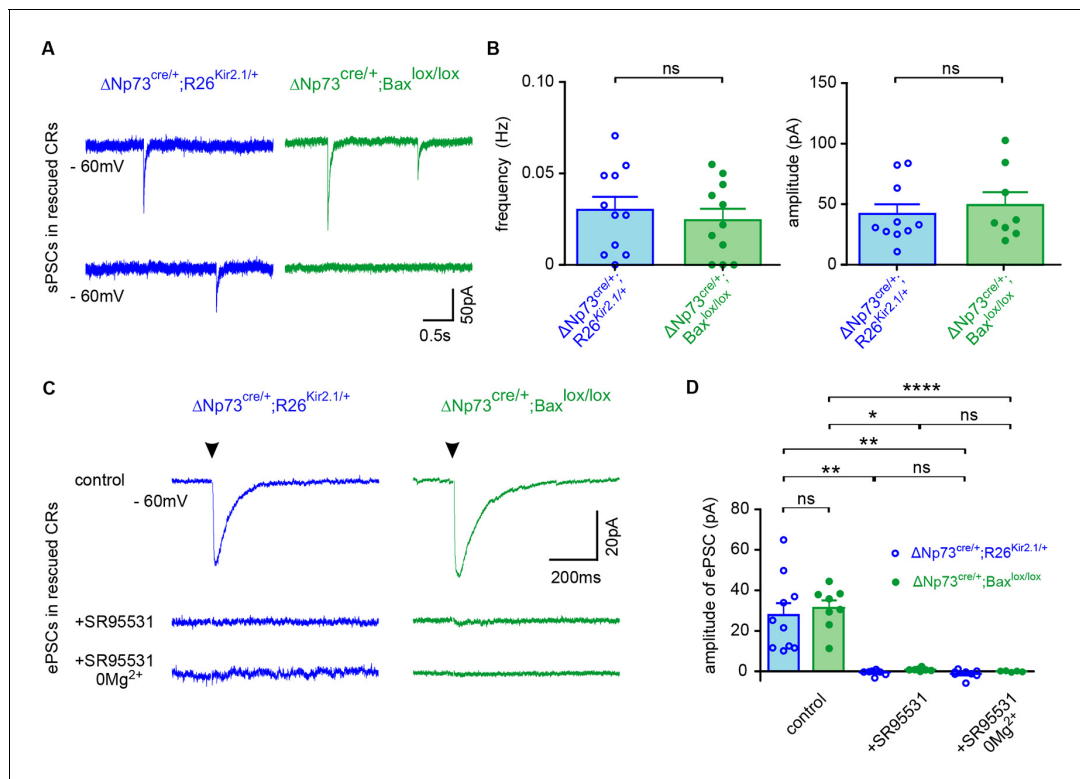 A
ΔNp73cre/+;R26Kir2.1/+
ΔNp73cre/+;Baxlox/lox
sPSCs in rescued CRs
- 60mV
- 60mV
50pA
0.5s
B
ns
0.10
0.05
0
frequency (Hz)
ΔNp73cre/+;
R26Kir2.1/+
ΔNp73cre/+;
Baxlox/lox
ns
150
100
50
0
amplitude (pA)
ΔNp73cre/+;
R26Kir2.1/+
ΔNp73cre/+;
Baxlox/lox
C
ΔNp73cre/+;R26Kir2.1/+
ΔNp73cre/+;Baxlox/lox
ePSCs in rescued CRs
control
- 60mV
20pA
200ms
+SR95531
+SR95531
0Mg2+
D
****
* ns
**
** ns
ns
80
60
40
20
0
amplitude of ePSC (pA)
ΔNp73cre/+;R26Kir2.1/+
ΔNp73cre/+;Baxlox/lox
control
+SR95531
+SR95531
0Mg2+